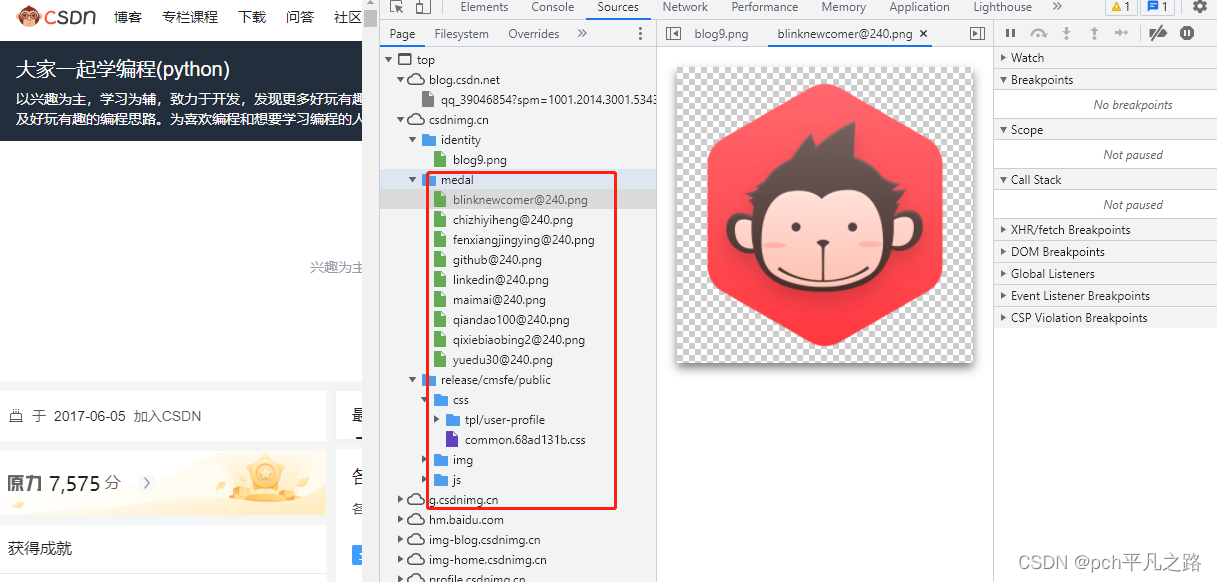 CSDN 博客 专栏课程 下载 问答 社区
大家一起学编程(python)
以兴趣为主，学习为辅，致力于开发，发现更多好玩有趣
及好玩有趣的编程思路。为喜欢编程和想要学习编程的人
兴趣为主
于 2017-06-05 加入CSDN
原力 7,575 分
获得成就
Elements Console Sources Network Performance Memory Application Lighthouse » 1 1
Page Filesystem Overrides »
top
blog.csdn.net
qq_39046854?spm=1001.2014.3001.5343
csdnimg.cn
identity
blog9.png
medal
blinknewcomer@240.png
chizhiyiheng@240.png
fenxiangjingying@240.png
github@240.png
linkedin@240.png
maimai@240.png
qiandao100@240.png
qixiebiaobing2@240.png
yuedu30@240.png
release/cmsfe/public
css
tpl/user-profile
common.68ad131b.css
img
js
g.csdnimg.cn
hm.baidu.com
img-blog.csdnimg.cn
img-home.csdnimg.cn
profile.csdnimg.cn
blog9.png blinknewcomer@240.png ×
Watch
Breakpoints
No breakpoints
Scope
Not paused
Call Stack
Not paused
XHR/fetch Breakpoints
DOM Breakpoints
Global Listeners
Event Listener Breakpoints
CSP Violation Breakpoints
CSDN @pch平凡之路